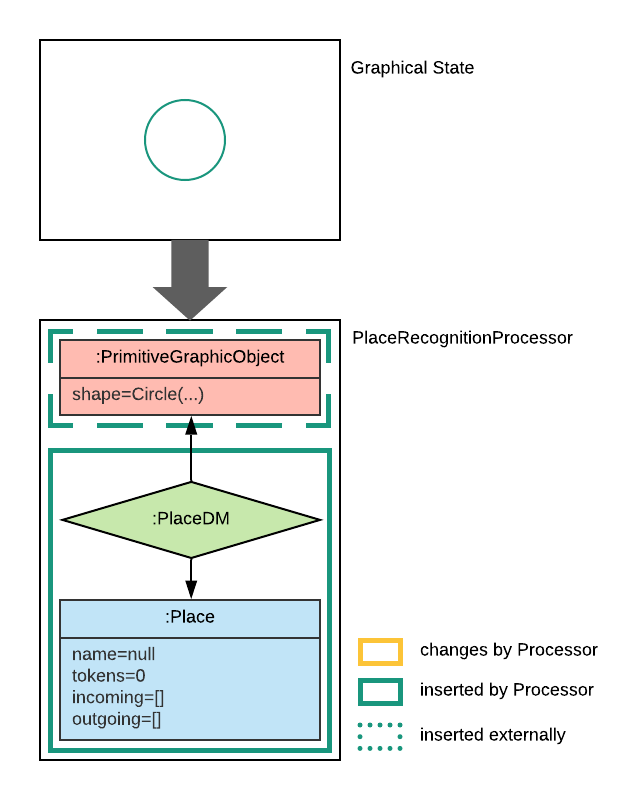 Graphical State
PlaceRecognitionProcessor
:PrimitiveGraphicObject
shape=Circle(...)
:PlaceDM
:Place
name=null
tokens=0
incoming=[]
outgoing=[]
changes by Processor
inserted by Processor
inserted externally